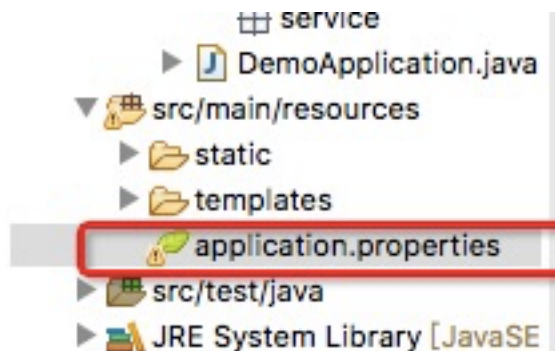 service
DemoApplication.java
src/main/resources
static
templates
application.properties
src/test/java
JRE System Library [JavaSE